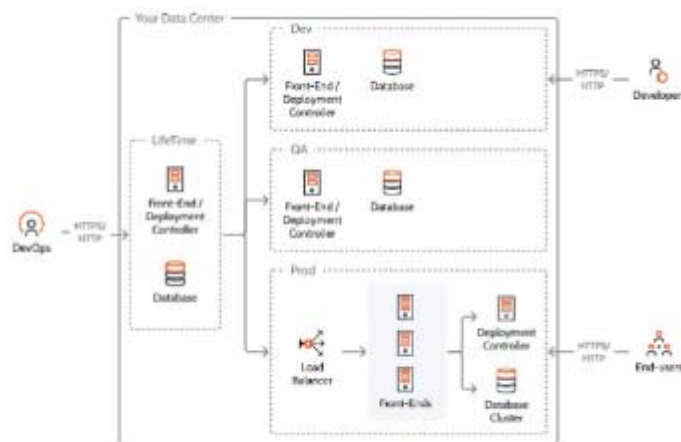 Your Data Center
Dev
Front-End /
Deployment
Controller
Database
HTTPS/
HTTP
Developer
LifeTime
Front-End /
Deployment
Controller
Database
HTTPS/
HTTP
DevOps
QA
Front-End /
Deployment
Controller
Database
Prod
Load
Balancer
Front-Ends
Deployment
Controller
Database
Cluster
HTTPS/
HTTP
End-users